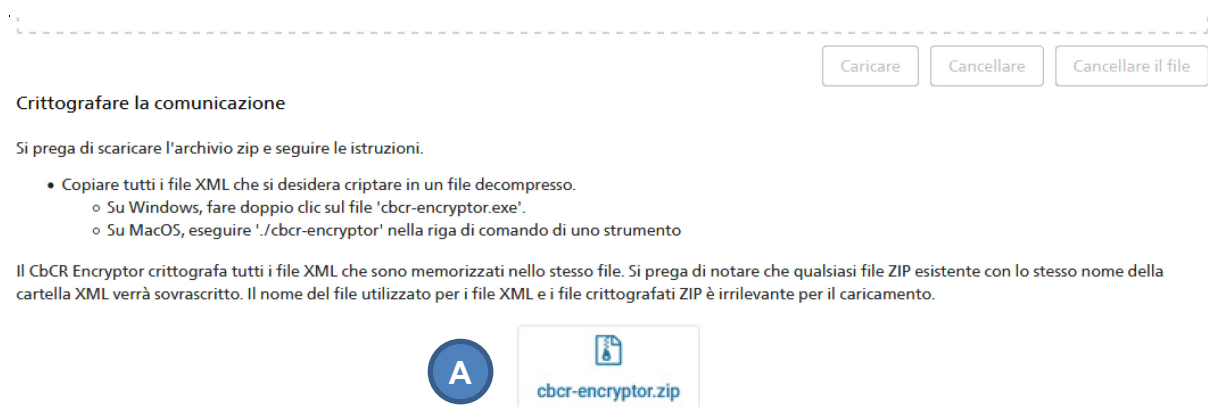 Caricare Cancellare Cancellare il file
Crittografare la comunicazione
Si prega di scaricare l'archivio zip e seguire le istruzioni.
• Copiare tutti i file XML che si desidera criptare in un file decompresso.
◦ Su Windows, fare doppio clic sul file 'cbcr-encryptor.exe'.
◦ Su MacOS, eseguire './cbcr-encryptor' nella riga di comando di uno strumento
Il CbCR Encryptor crittografa tutti i file XML che sono memorizzati nello stesso file. Si prega di notare che qualsiasi file ZIP esistente con lo stesso nome della
cartella XML verrà sovrascritto. Il nome del file utilizzato per i file XML e i file crittografati ZIP è irrilevante per il caricamento.
A
cbcr-encryptor.zip